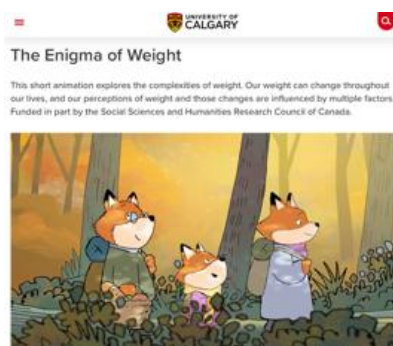 UNIVERSITY OF
CALGARY
The Enigma of Weight
This short animation explores the complexities of weight. Our weight can change throughout
our lives, and our perceptions of weight and those changes are influenced by multiple factors
Funded in part by the Social Sciences and Humanities Research Council of Canada.